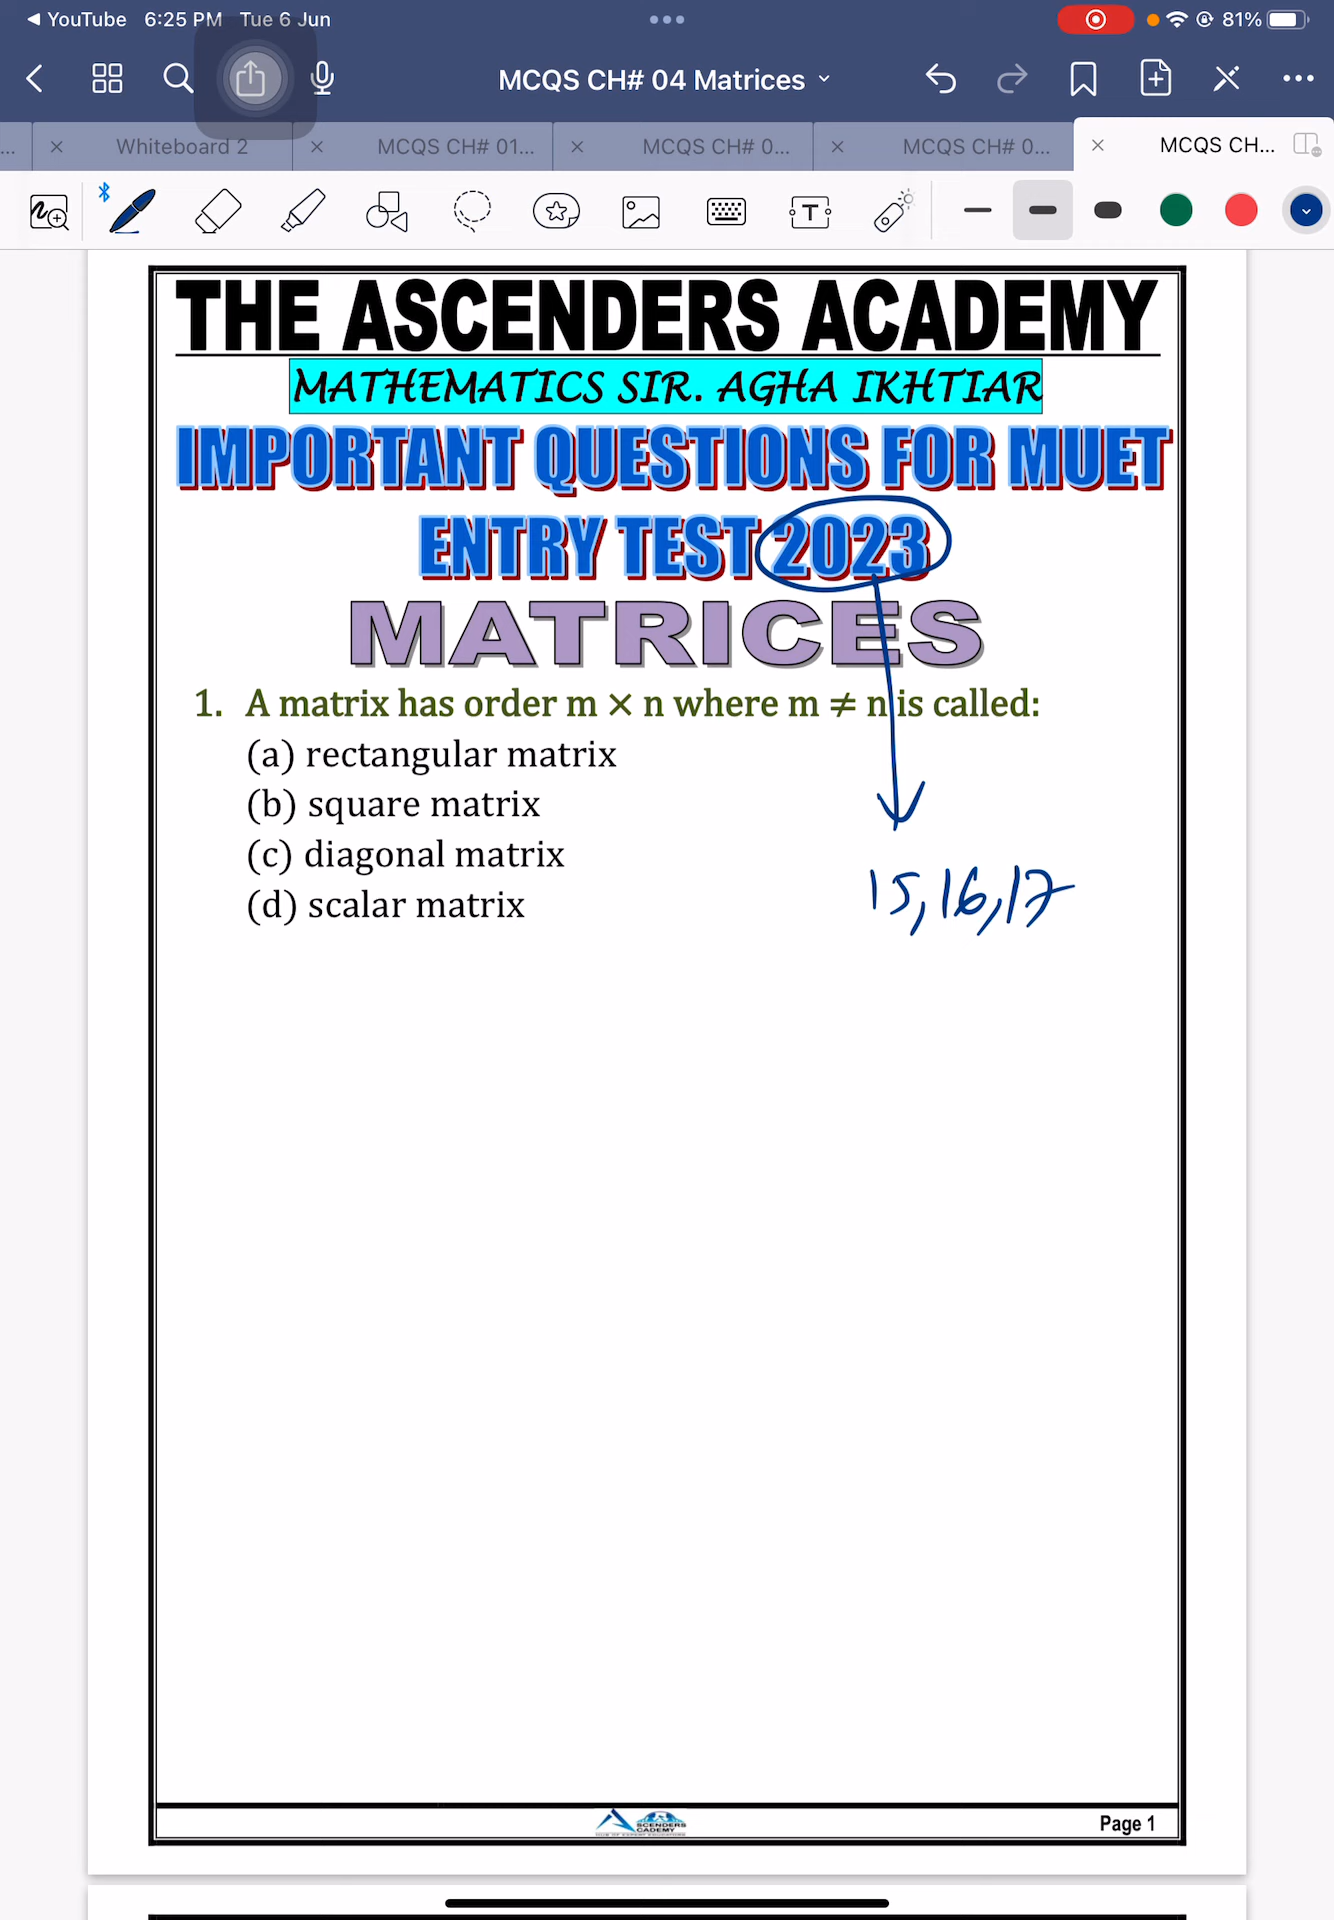 ◀ YouTube 6:25 PM Tue 6 Jun 81%
MCQS CH# 04 Matrices
... Whiteboard 2 MCQS CH# 01... MCQS CH# 0... MCQS CH# 0... MCQS CH...
THE ASCENDERS ACADEMY
MATHEMATICS SIR. AGHA IKHTIAR
IMPORTANT QUESTIONS FOR MUET
ENTRY TEST 2023
MATRICES
1. A matrix has order m × n where m ≠ n is called:
(a) rectangular matrix
(b) square matrix
(c) diagonal matrix
(d) scalar matrix
15, 16, 17
ASCENDERS
ACADEMY
Page 1